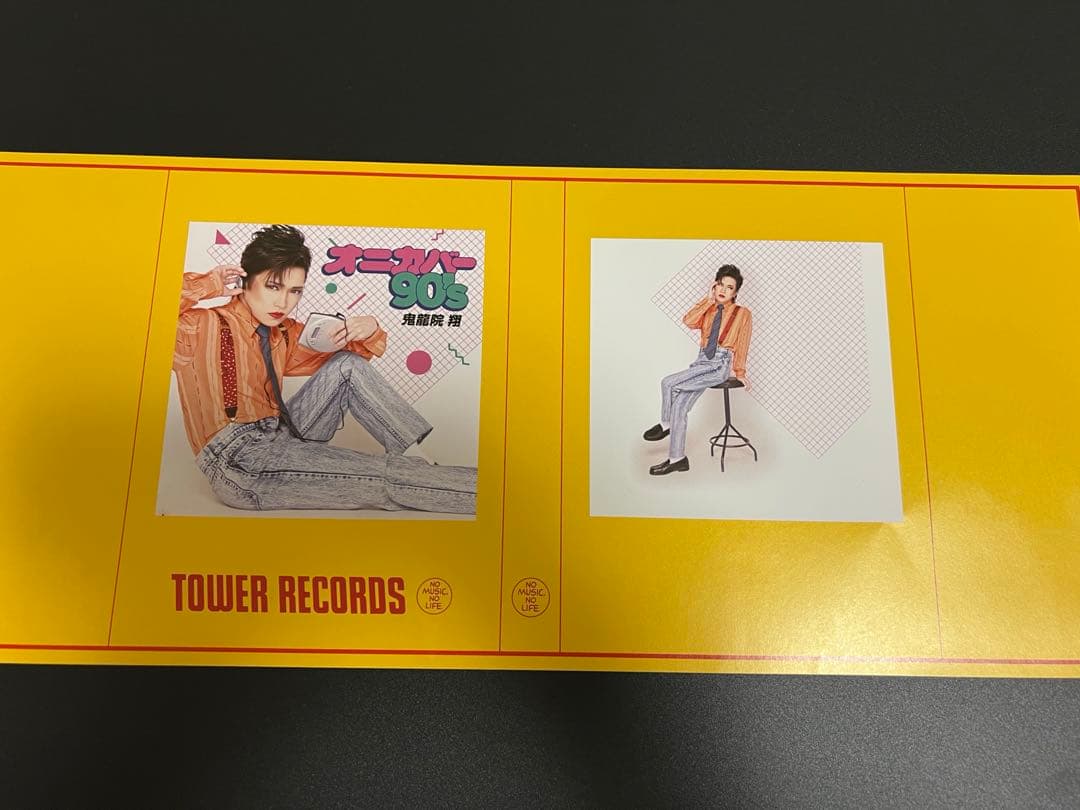 オニカバー
90's
鬼龍院 翔
TOWER RECORDS
NO
MUSIC.
NO
LIFE.
NO
MUSIC.
NO
LIFE.